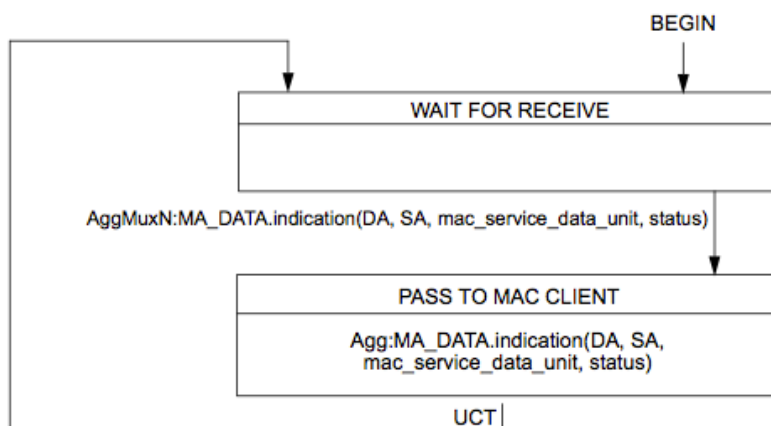 BEGIN
WAIT FOR RECEIVE
AggMuxN:MA_DATA.indication(DA, SA, mac_service_data_unit, status)
PASS TO MAC CLIENT
Agg:MA_DATA.indication(DA, SA,
mac_service_data_unit, status)
UCT